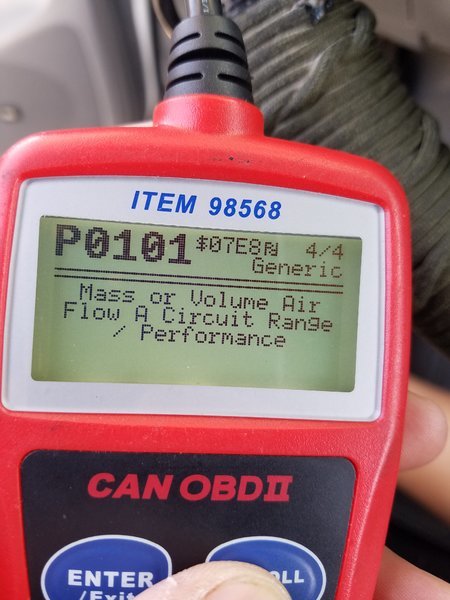 ITEM 98568
P0101 $07E8 4/4
Generic
Mass or Volume Air
Flow A Circuit Range
/ Performance
CAN OBDII
ENTER
/Exit